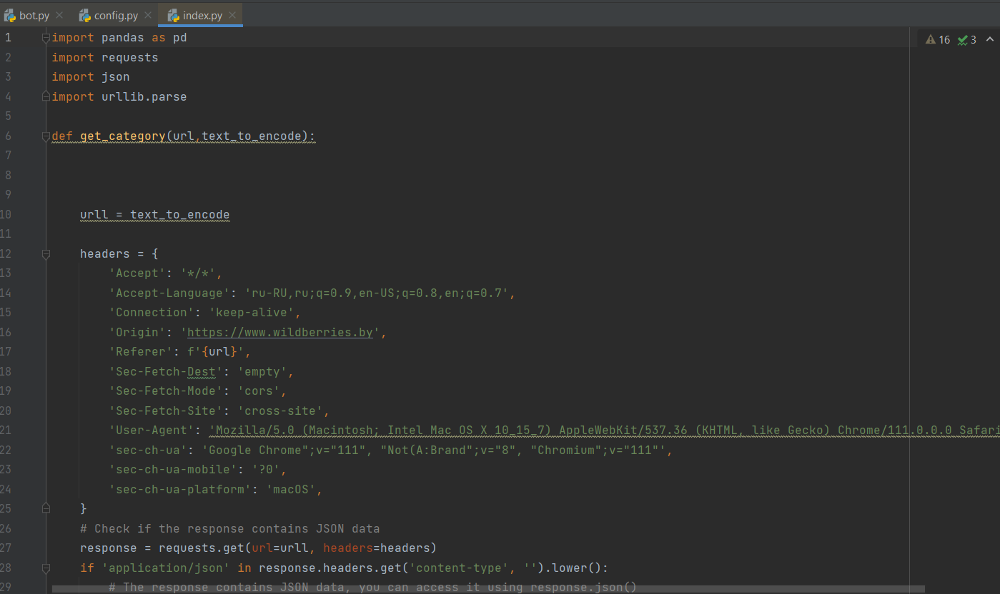 bot.py config.py index.py
16 3
1 import pandas as pd
2 import requests
3 import json
4 import urllib.parse
5
6 def get_category(url,text_to_encode):
7
8
9
10 urll = text_to_encode
11
12 headers = {
13 'Accept': '*/*',
14 'Accept-Language': 'ru-RU,ru;q=0.9,en-US;q=0.8,en;q=0.7',
15 'Connection': 'keep-alive',
16 'Origin': 'https://www.wildberries.by',
17 'Referer': f'{url}',
18 'Sec-Fetch-Dest': 'empty',
19 'Sec-Fetch-Mode': 'cors',
20 'Sec-Fetch-Site': 'cross-site',
21 'User-Agent': 'Mozilla/5.0 (Macintosh; Intel Mac OS X 10_15_7) AppleWebKit/537.36 (KHTML, like Gecko) Chrome/111.0.0.0 Safari
22 'sec-ch-ua': 'Google Chrome";v="111", "Not(A:Brand";v="8", "Chromium";v="111"',
23 'sec-ch-ua-mobile': '?0',
24 'sec-ch-ua-platform': 'macOS',
25 }
26 # Check if the response contains JSON data
27 response = requests.get(url=urll, headers=headers)
28 if 'application/json' in response.headers.get('content-type', '').lower():
29 # The response contains JSON data, you can access it using response.json()